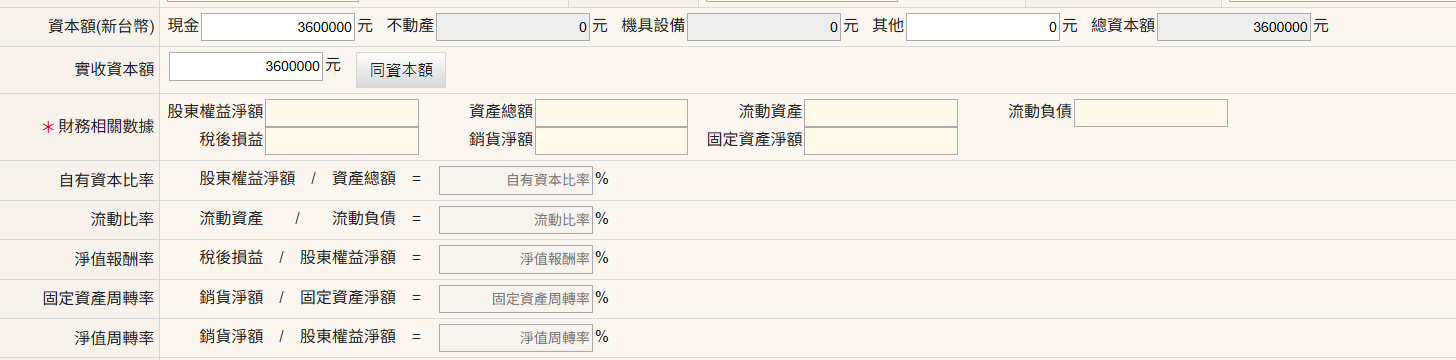 資本額(新台幣) 現金 3600000 元 不動產 0 元 機具設備 0 元 其他 0 元 總資本額 3600000 元
實收資本額 3600000 元 同資本額
＊財務相關數據 股東權益淨額 資產總額 流動資產 流動負債
稅後損益 銷貨淨額 固定資產淨額
自有資本比率 股東權益淨額 / 資產總額 = 自有資本比率 %
流動比率 流動資產 / 流動負債 = 流動比率 %
淨值報酬率 稅後損益 / 股東權益淨額 = 淨值報酬率 %
固定資產周轉率 銷貨淨額 / 固定資產淨額 = 固定資產周轉率 %
淨值周轉率 銷貨淨額 / 股東權益淨額 = 淨值周轉率 %